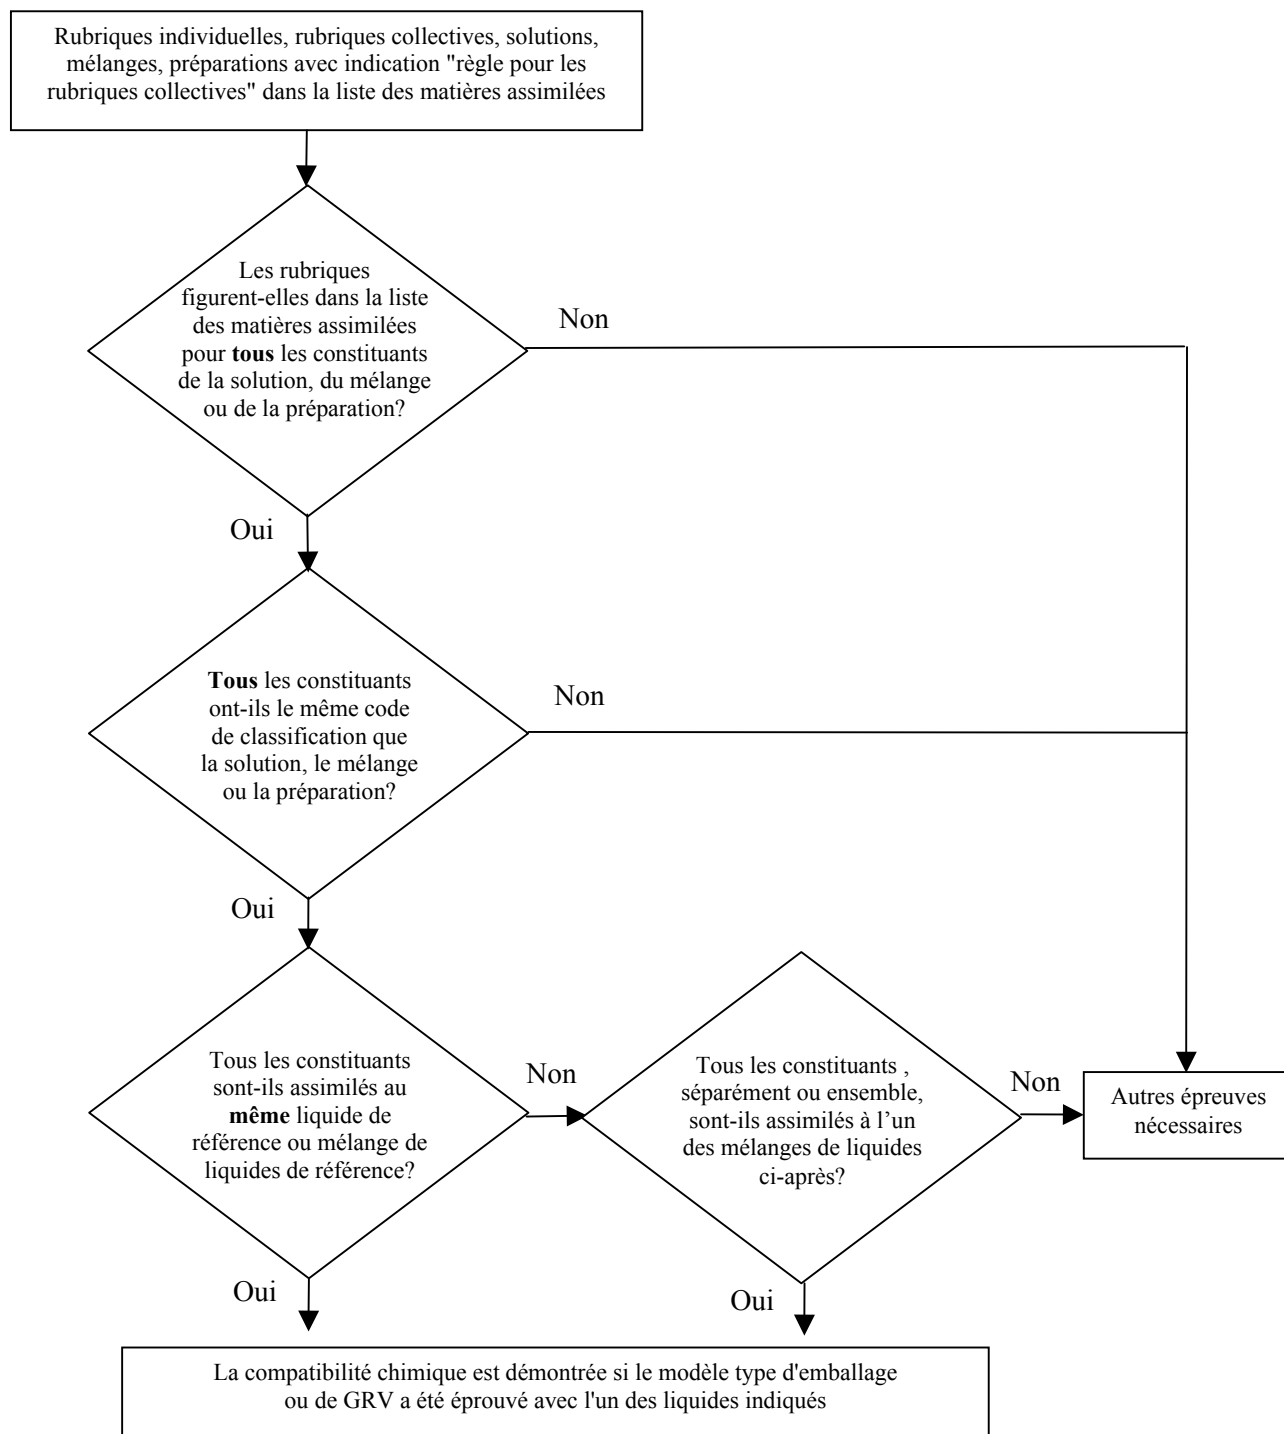 Rubriques individuelles, rubriques collectives, solutions,
mélanges, préparations avec indication "règle pour les
rubriques collectives" dans la liste des matières assimilées
Les rubriques
figurent-elles dans la liste
des matières assimilées
pour tous les constituants
de la solution, du mélange
ou de la préparation?
Non
Oui
Tous les constituants
ont-ils le même code
de classification que
la solution, le mélange
ou la préparation?
Non
Oui
Tous les constituants
sont-ils assimilés au
même liquide de
référence ou mélange de
liquides de référence?
Non
Tous les constituants ,
séparément ou ensemble,
sont-ils assimilés à l’un
des mélanges de liquides
ci-après?
Non
Autres épreuves
nécessaires
Oui
Oui
La compatibilité chimique est démontrée si le modèle type d'emballage
ou de GRV a été éprouvé avec l'un des liquides indiqués